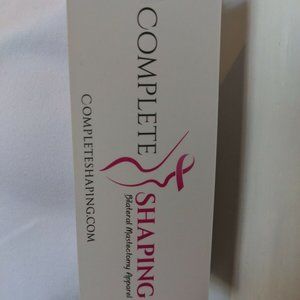 COMPLETE
SHAPING
Bilateral Mastectomy Apparel
COMPLETESHAPING.COM